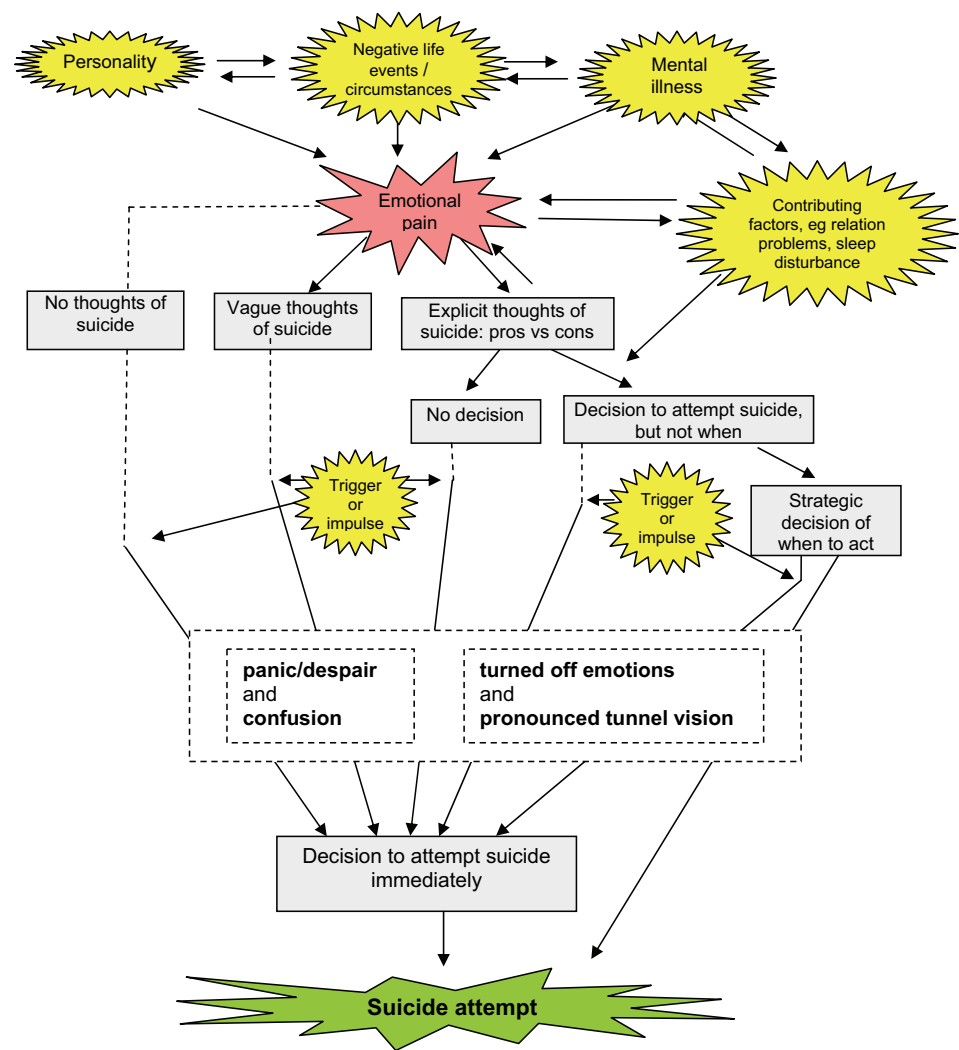 Personality
Negative life
events /
circumstances
Mental
illness
Emotional
pain
Contributing
factors, eg relation
problems, sleep
disturbance
No thoughts of
suicide
Vague thoughts
of suicide
Explicit thoughts of
suicide: pros vs cons
No decision
Decision to attempt suicide,
but not when
Trigger
or
impulse
Trigger
or
impulse
Strategic
decision of
when to act
panic/despair
and
confusion
turned off emotions
and
pronounced tunnel vision
Decision to attempt suicide
immediately
Suicide attempt